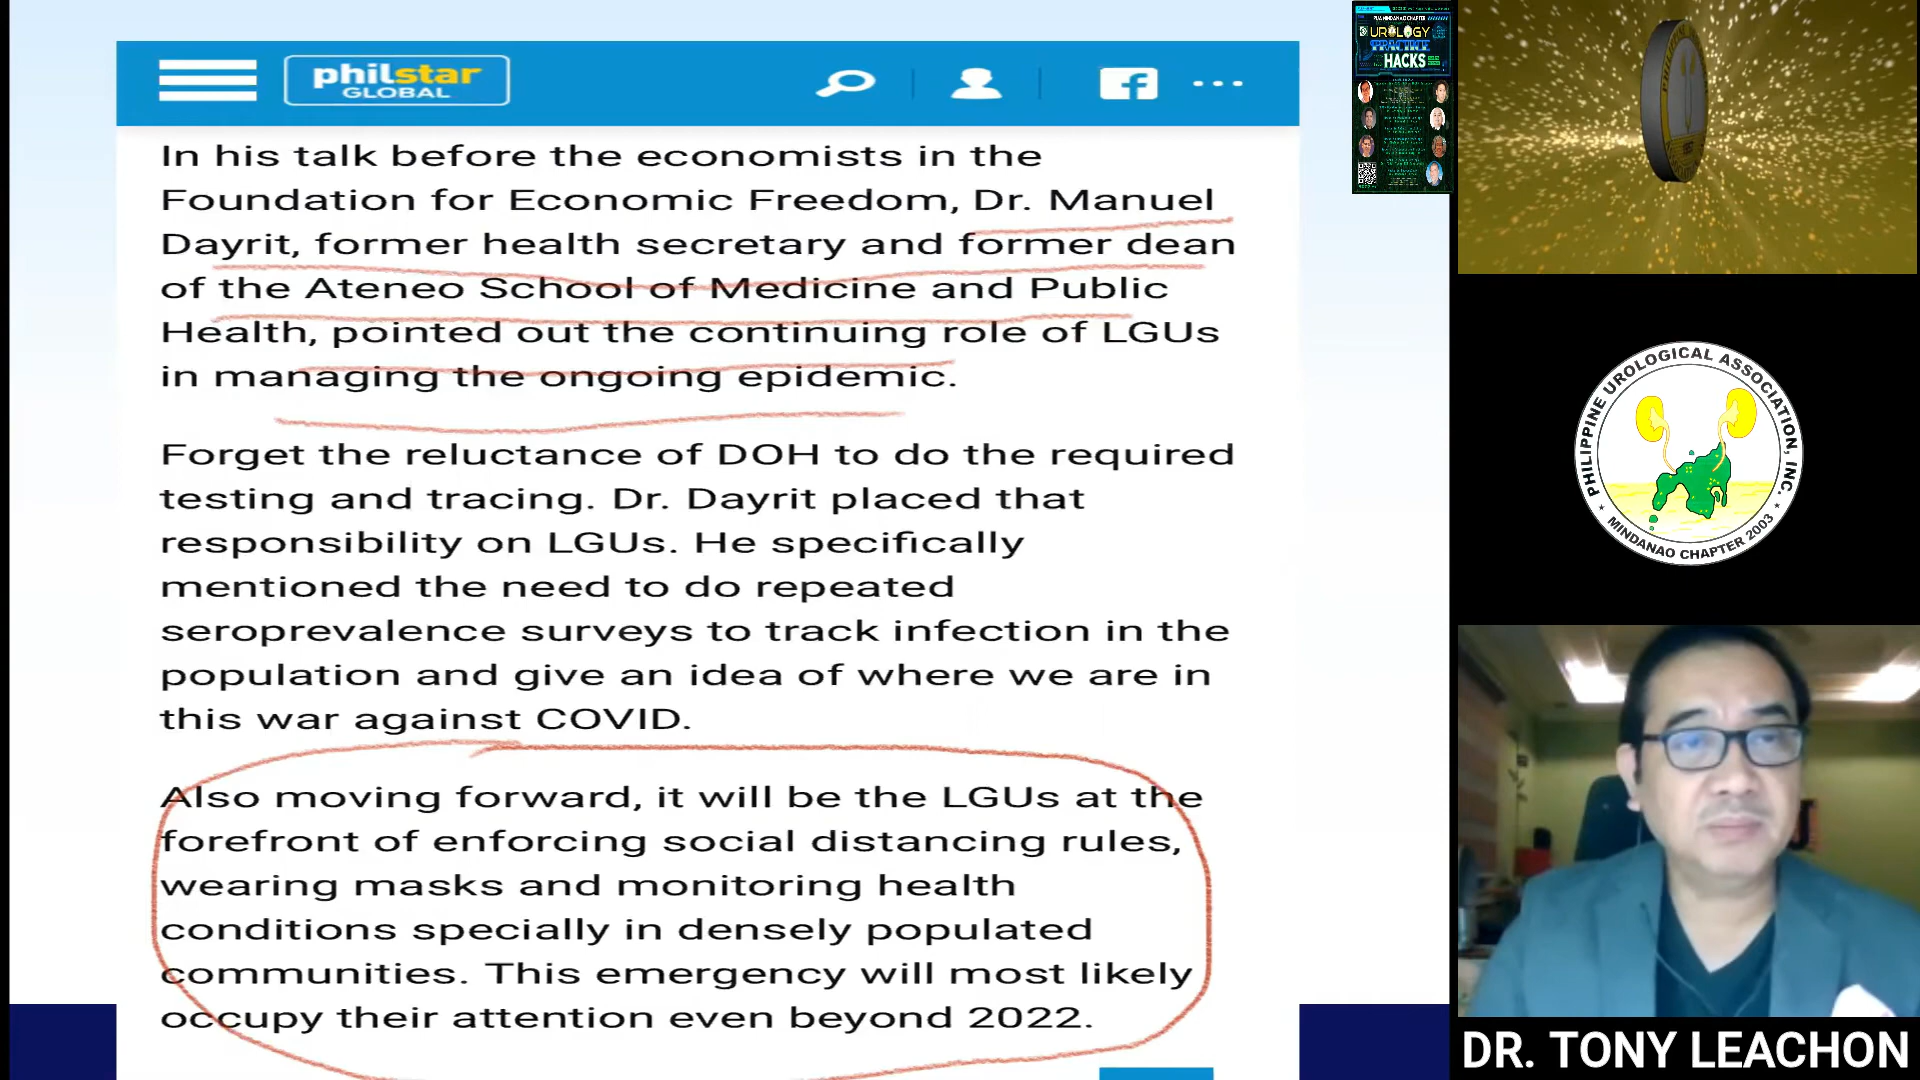 philstar
GLOBAL
In his talk before the economists in the
Foundation for Economic Freedom, Dr. Manuel
Dayrit, former health secretary and former dean
of the Ateneo School of Medicine and Public
Health, pointed out the continuing role of LGUs
in managing the ongoing epidemic.
Forget the reluctance of DOH to do the required
testing and tracing. Dr. Dayrit placed that
responsibility on LGUs. He specifically
mentioned the need to do repeated
seroprevalence surveys to track infection in the
population and give an idea of where we are in
this war against COVID.
Also moving forward, it will be the LGUs at the
forefront of enforcing social distancing rules,
wearing masks and monitoring health
conditions specially in densely populated
communities. This emergency will most likely
occupy their attention even beyond 2022.
PUA MINDANAO CHAPTER
UROLOGY
PRACTICE
HACKS
PHILIPPINE UROLOGICAL ASSOCIATION, INC.
MINDANAO CHAPTER 2003
DR. TONY LEACHON